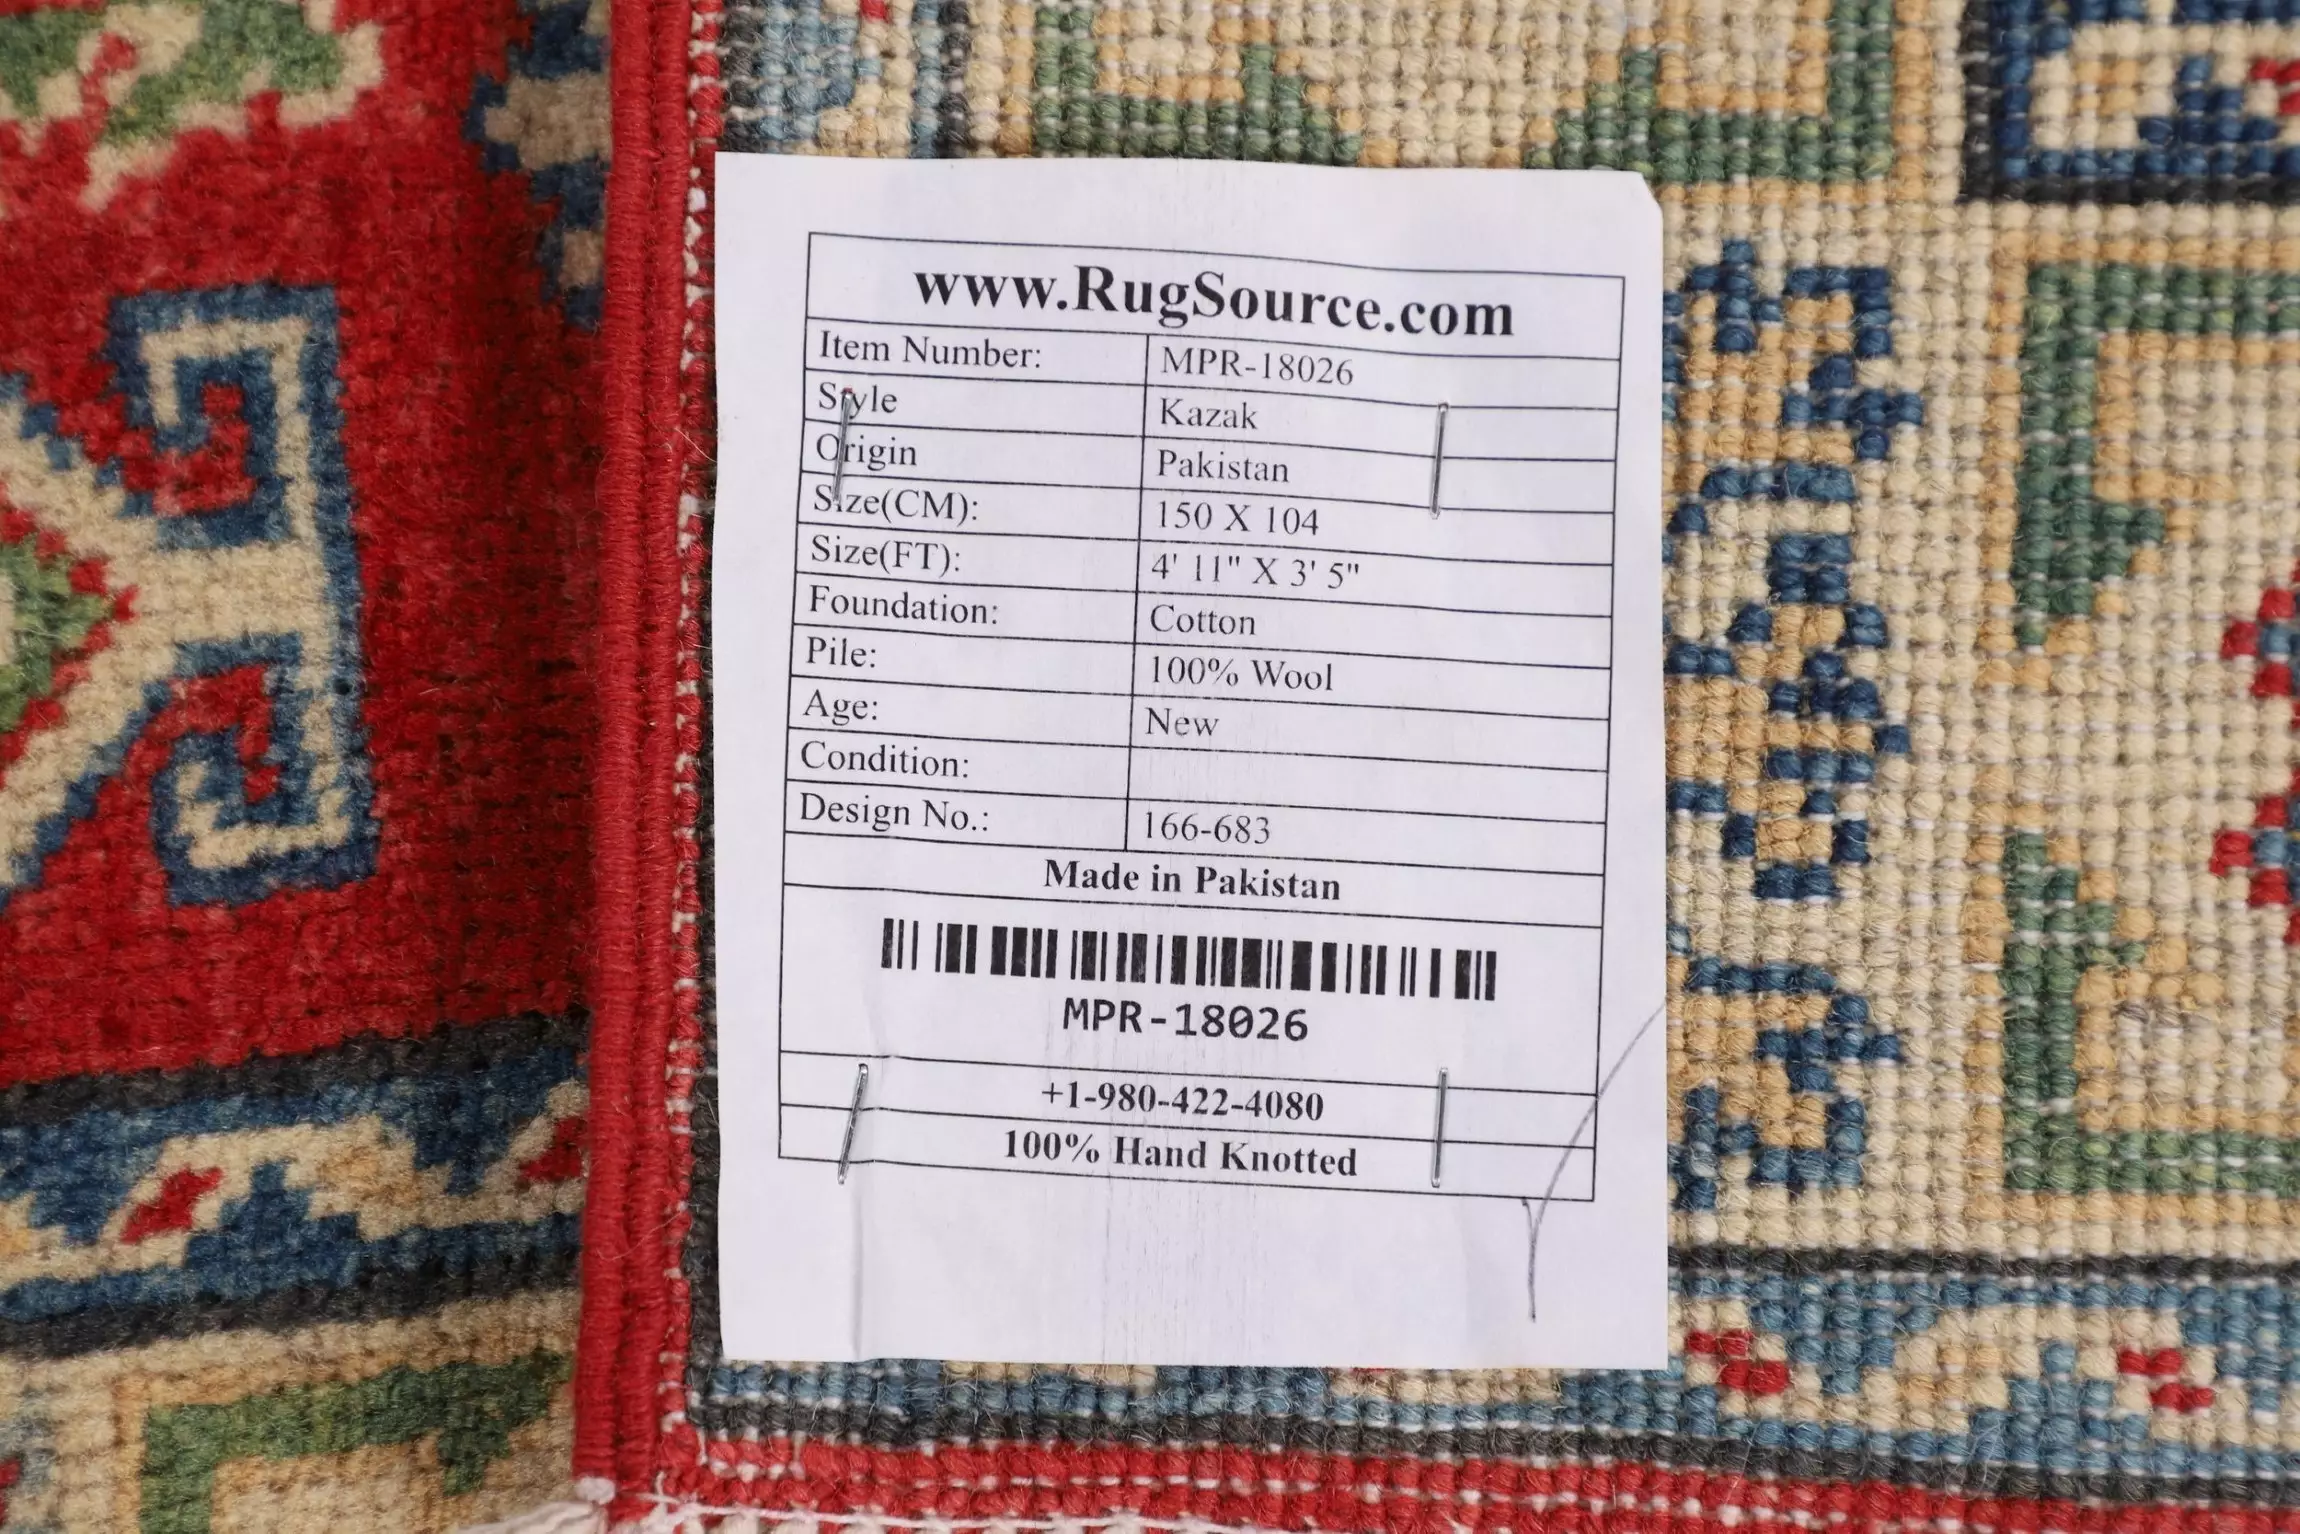 www.RugSource.com
Item Number: MPR-18026
Style Kazak
Origin Pakistan
Size(CM): 150 X 104
Size(FT): 4' 11" X 3' 5"
Foundation: Cotton
Pile: 100% Wool
Age: New
Condition:
Design No.: 166-683
Made in Pakistan
MPR-18026
+1-980-422-4080
100% Hand Knotted